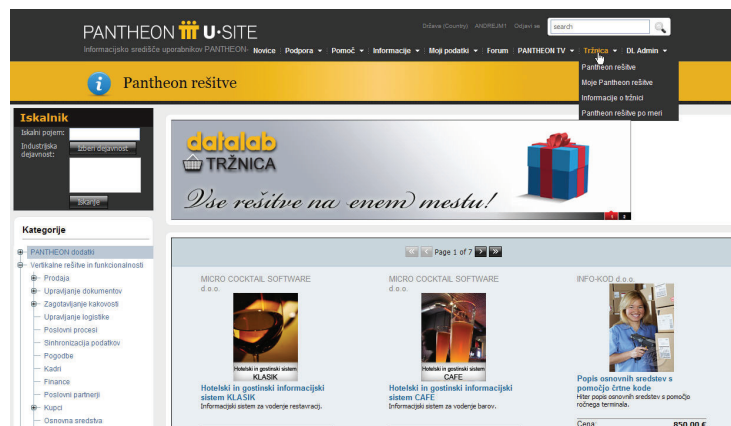 PANTHEON U•SITE
Država (Country) ANDREJM1 Odjavi se search
Informacijsko središče uporabnikov PANTHEON- Novice Podpora Pomoč Informacije Moji podatki Forum PANTHEON TV Tržnica DL Admin
Pantheon rešitve
Moje Pantheon rešitve
Informacije o tržnici
Pantheon rešitve po meri
i Pantheon rešitve
Iskalnik
Iskalni pojem:
Industrijska dejavnost:
Izberi dejavnost
Iskanje
datalab
TRŽNICA
Vse rešitve na enem mestu!
1 2
Kategorije
PANTHEON dodatki
Vertikalne rešitve in funkcionalnosti
Prodaja
Upravljanje dokumentov
Zagotavljanje kakovosti
Upravljanje logistike
Poslovni procesi
Sinhronizacija podatkov
Pogodbe
Kadri
Finance
Poslovni partnerji
Kupci
Osnovna sredstva
Page 1 of 7
MICRO COCKTAIL SOFTWARE
d.o.o.
Hotelski in gostinski sistem
KLASIK
Hotelski in gostinski informacijski
sistem KLASIK
Informacijski sistem za vodenje restavracij.
MICRO COCKTAIL SOFTWARE
d.o.o.
Hotelski in gostinski sistem
CAFE
Hotelski in gostinski informacijski
sistem CAFE
Informacijski sistem za vodenje barov.
INFO-KOD d.o.o.
Popis osnovnih sredstev s
pomočjo črtne kode
Hiter popis osnovnih sredstev s pomočjo
ročnega terminala.
Cena: 850,00 €